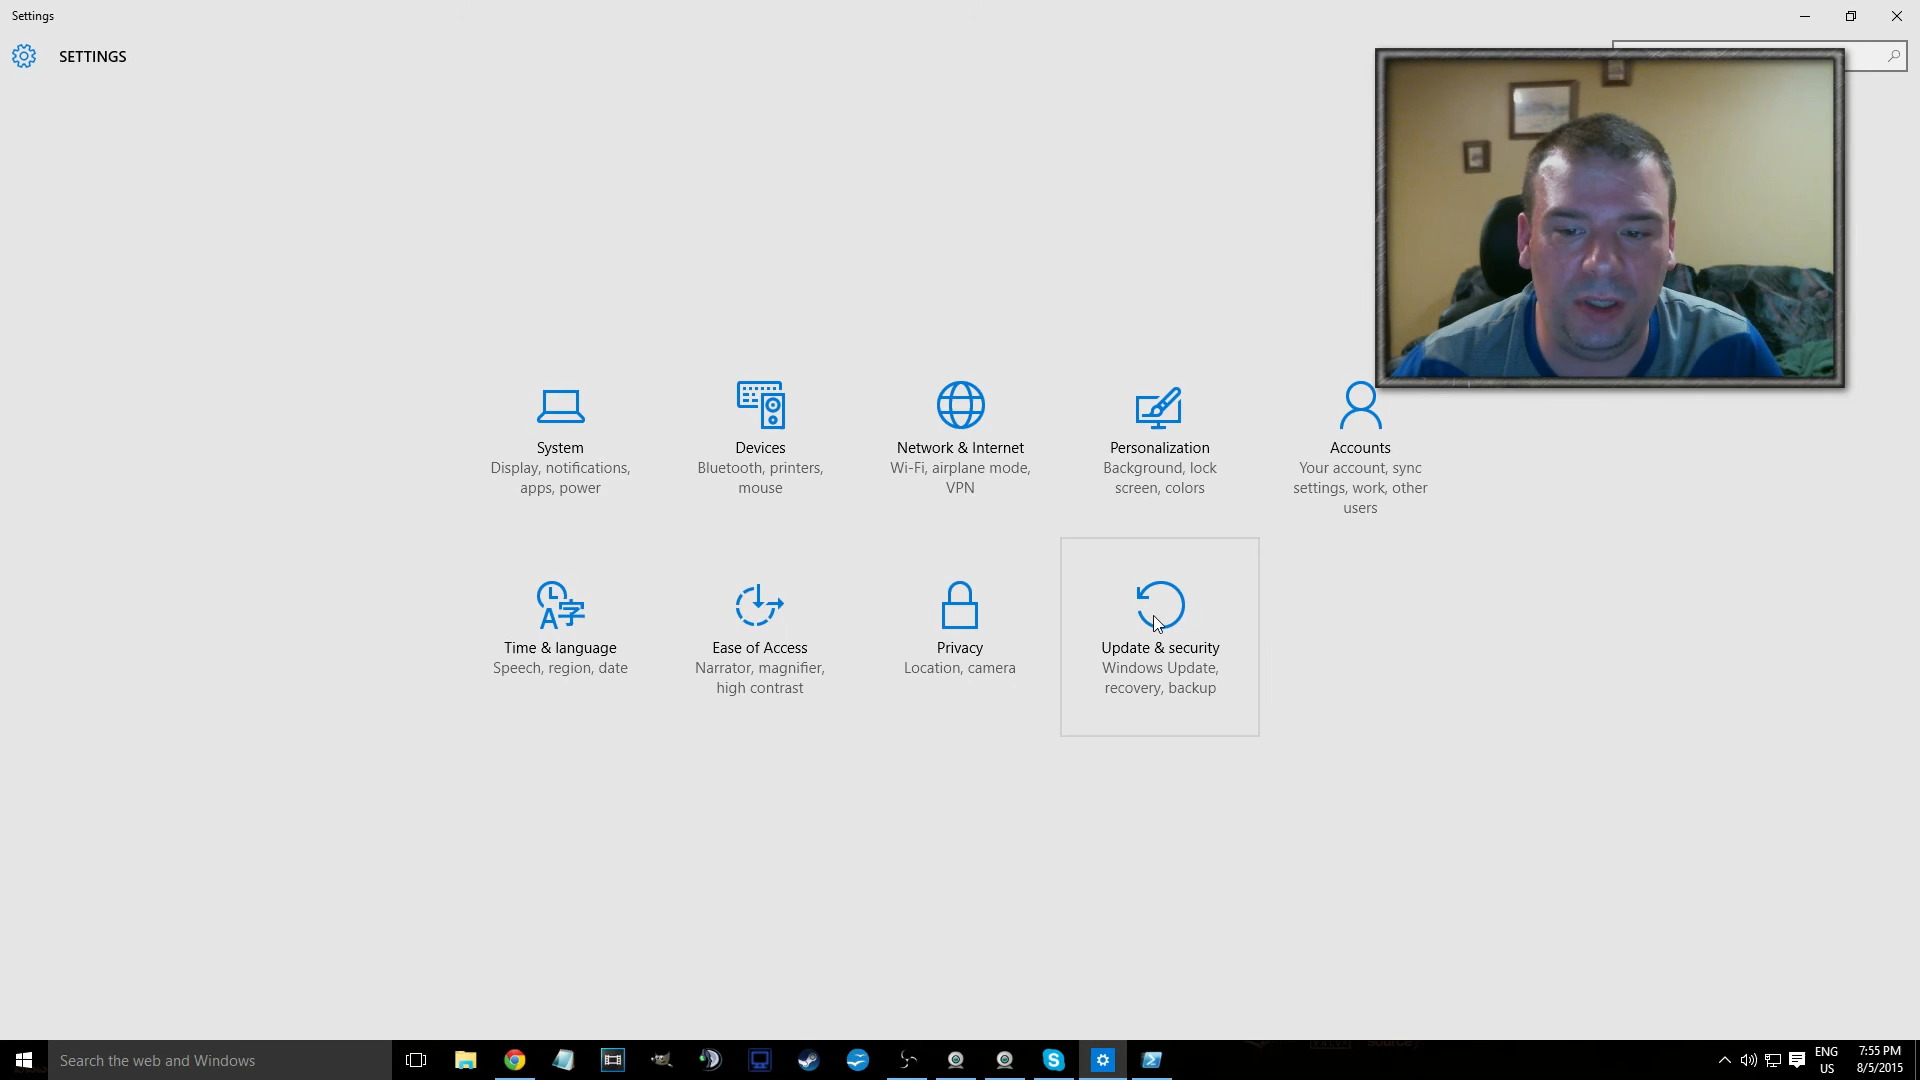 Settings
SETTINGS
System
Display, notifications,
apps, power
Devices
Bluetooth, printers,
mouse
Network & Internet
Wi-Fi, airplane mode,
VPN
Personalization
Background, lock
screen, colors
Accounts
Your account, sync
settings, work, other
users
Time & language
Speech, region, date
Ease of Access
Narrator, magnifier,
high contrast
Privacy
Location, camera
Update & security
Windows Update,
recovery, backup
Search the web and Windows
ENG
US
7:55 PM
8/5/2015